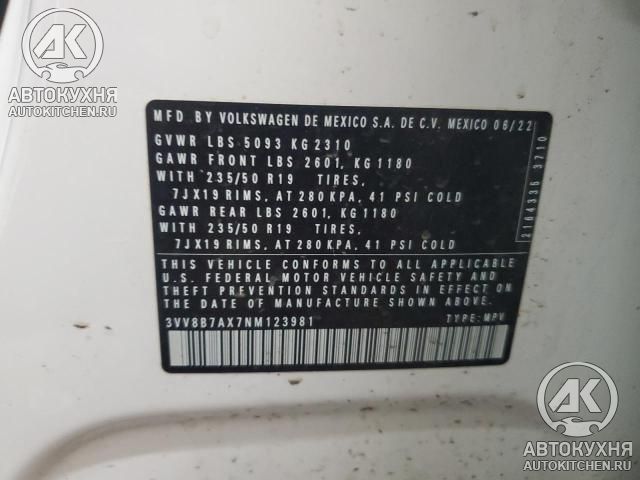 AK
АВТОКУХНЯ
AUTOKITCHEN.RU
MFD. BY VOLKSWAGEN DE MEXICO S.A. DE C.V. MEXICO 06/22
GVWR LBS 5093 KG 2310
GAWR FRONT LBS 2601, KG 1180
WITH 235/50 R19 TIRES,
7JX19 RIMS, AT 280 KPA, 41 PSI COLD
GAWR REAR LBS 2601, KG 1180
WITH 235/50 R19 TIRES,
7JX19 RIMS, AT 280 KPA, 41 PSI COLD
2164336 3710
THIS VEHICLE CONFORMS TO ALL APPLICABLE
U.S. FEDERAL MOTOR VEHICLE SAFETY AND
THEFT PREVENTION STANDARDS IN EFFECT ON
THE DATE OF MANUFACTURE SHOWN ABOVE.
3VV8B7AX7NM123981 TYPE: MPV
AK
АВТОКУХНЯ
AUTOKITCHEN.RU